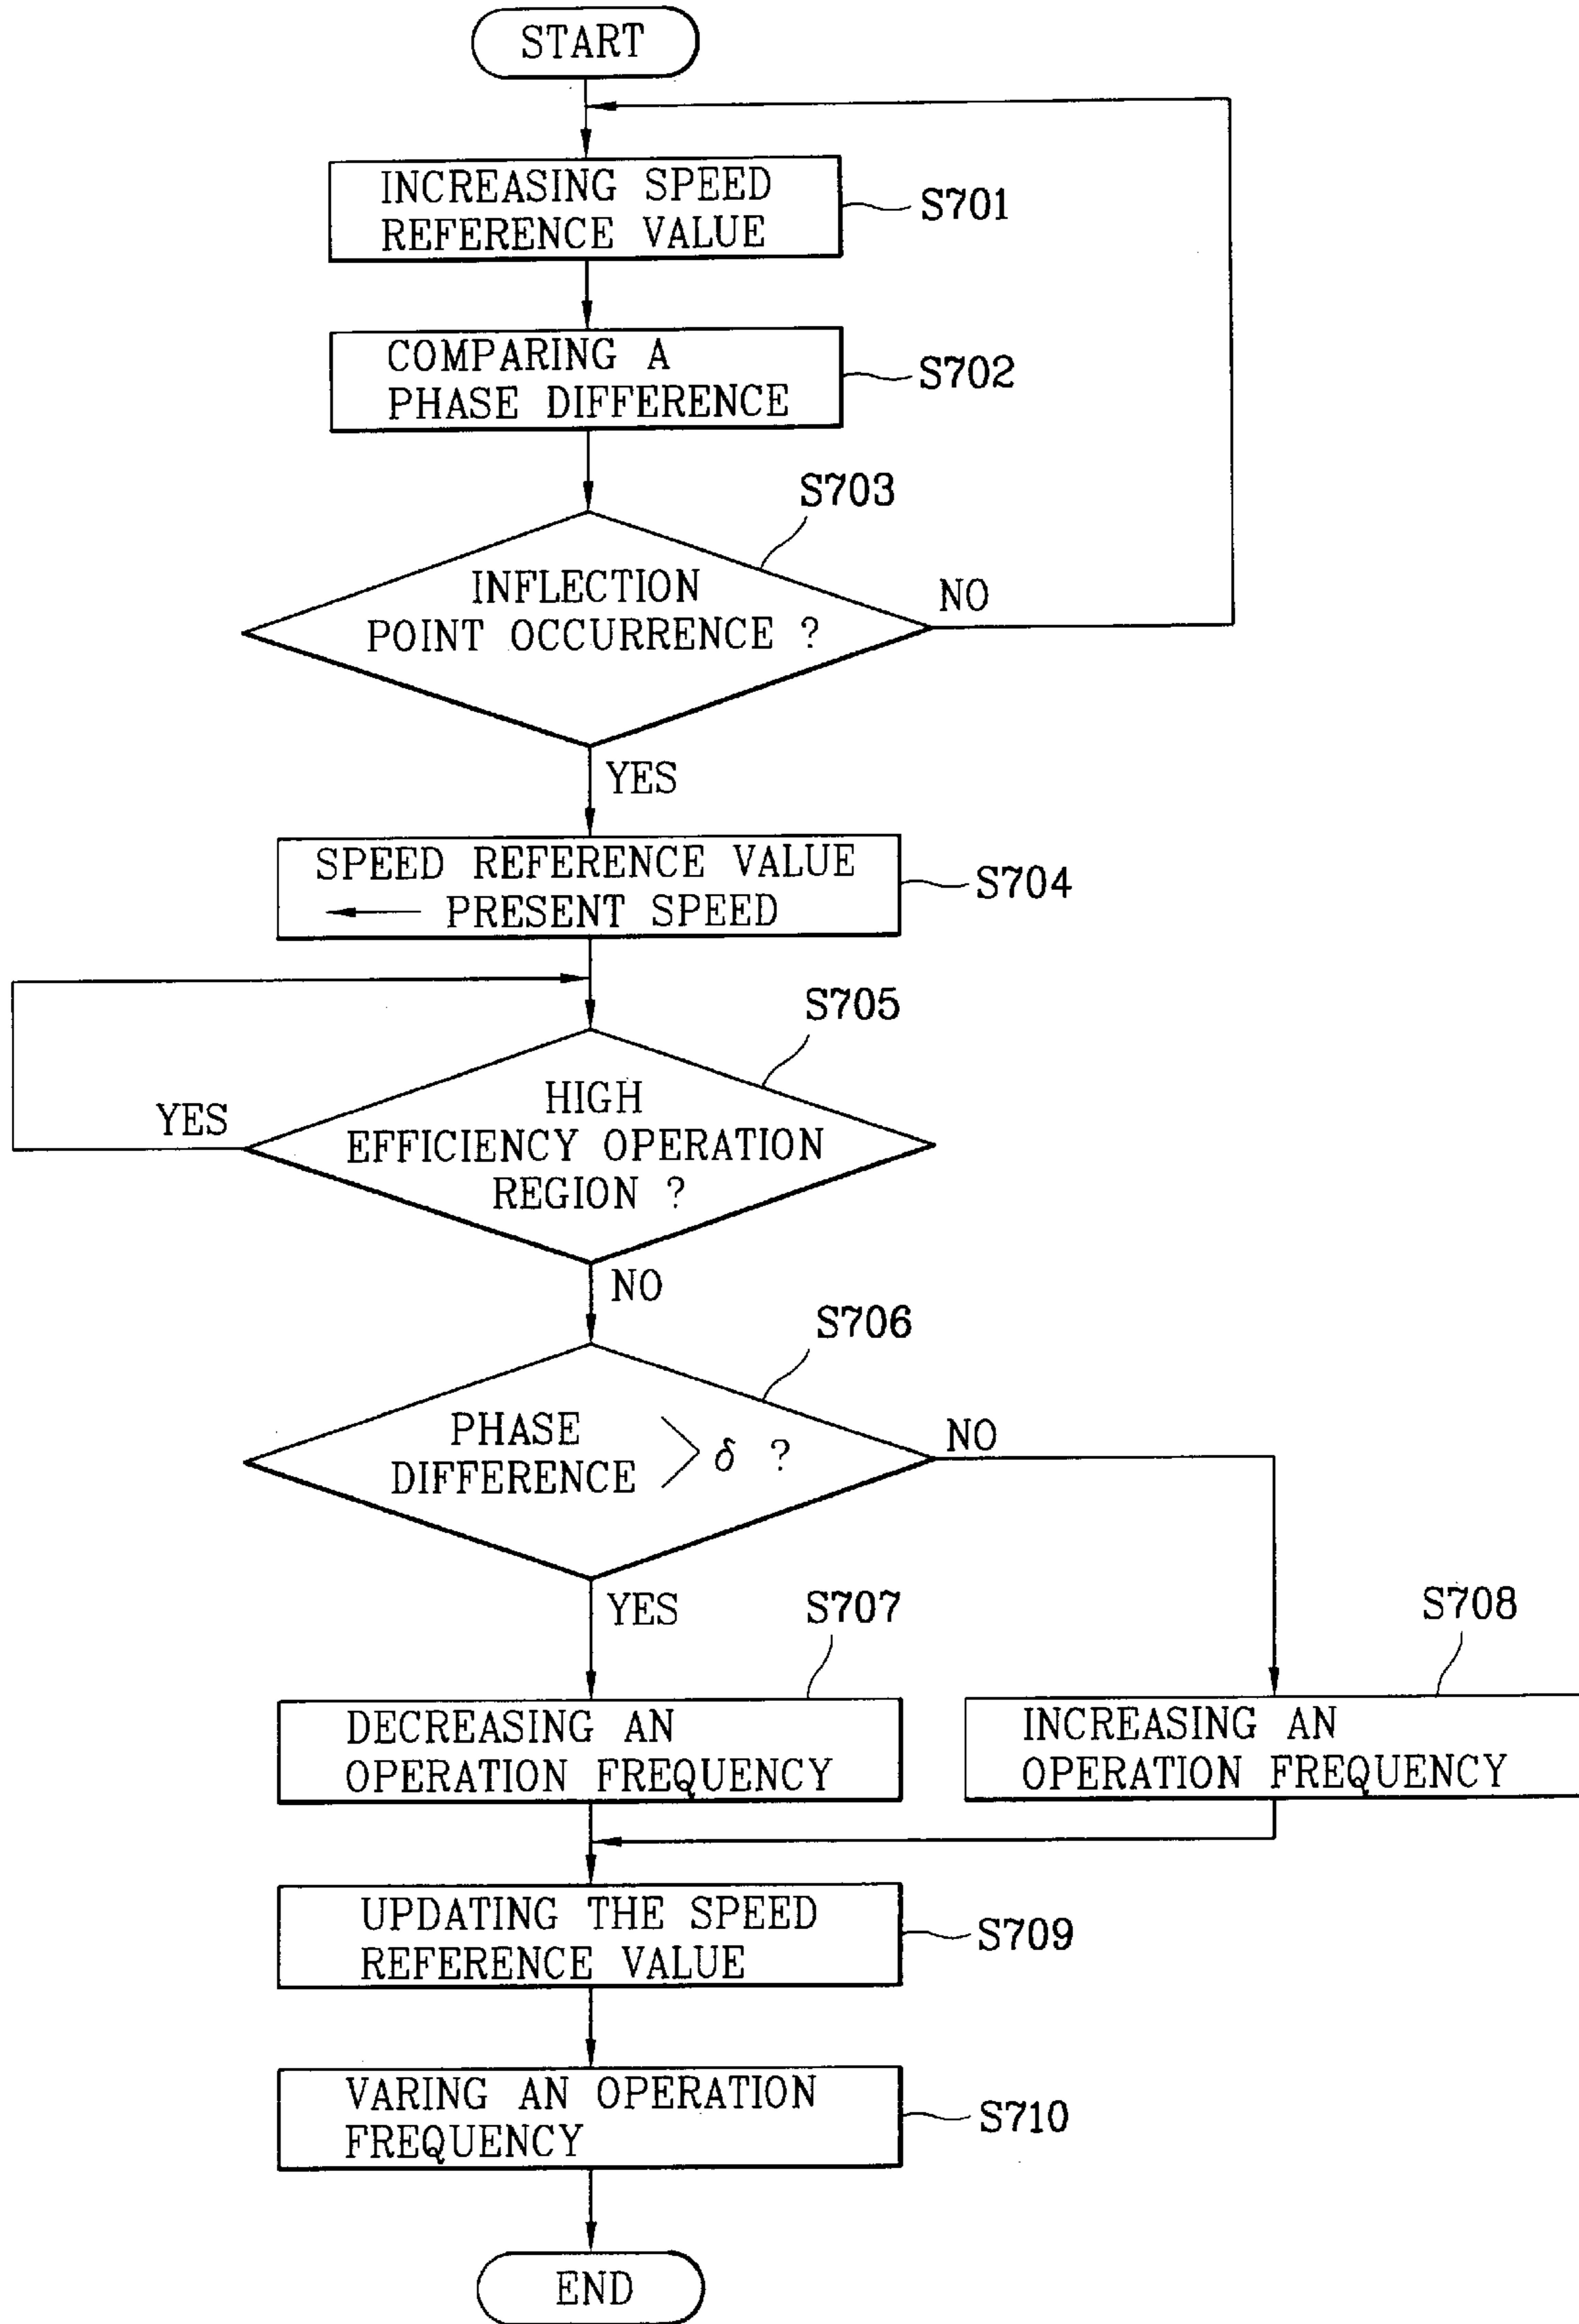 START
INCREASING SPEED
REFERENCE VALUE
S701
COMPARING A
PHASE DIFFERENCE
S702
S703
INFLECTION
POINT OCCURRENCE ?
NO
YES
SPEED REFERENCE VALUE
← PRESENT SPEED
S704
S705
HIGH
EFFICIENCY OPERATION
REGION ?
YES
NO
S706
PHASE
DIFFERENCE > δ ?
NO
YES
S707
S708
DECREASING AN
OPERATION FREQUENCY
INCREASING AN
OPERATION FREQUENCY
UPDATING THE SPEED
REFERENCE VALUE
S709
VARING AN OPERATION
FREQUENCY
S710
END